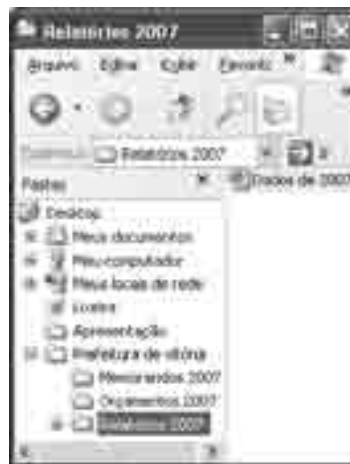 Relatórios 2007
Arquivo Editar Exibir Favorito »
Relatórios 2007
Pastas × Dados de 2007
Desktop
Meus documentos
Meu computador
Meus locais de rede
Lixeira
Apresentação
Prefeitura de vitória
Memorandos 2007
Orçamentos 2007
Relatórios 2007